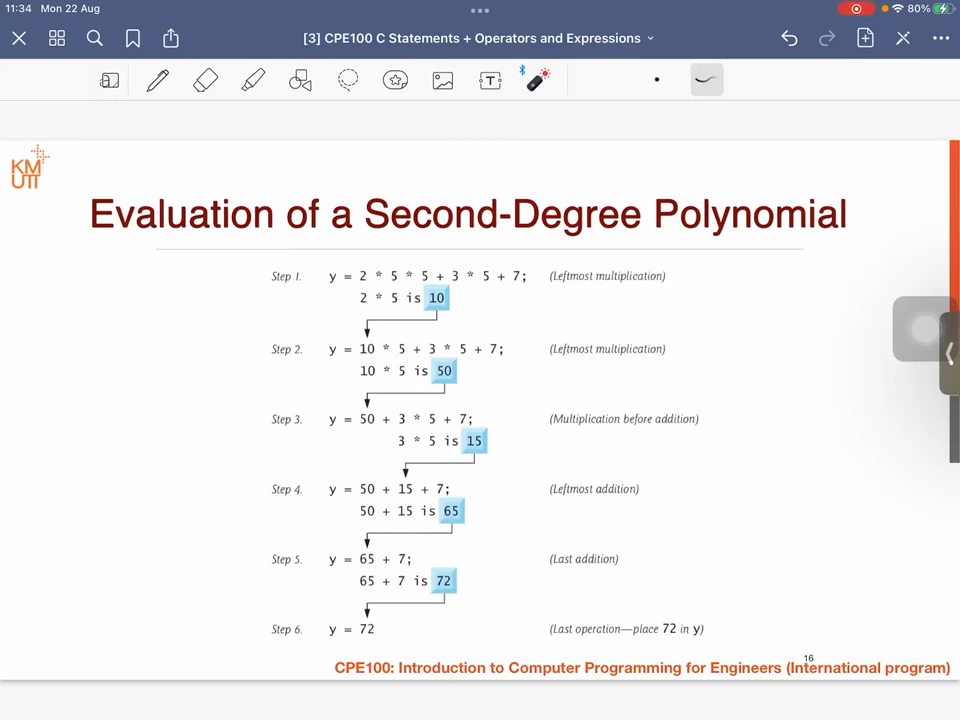 11:34 Mon 22 Aug
80%
[3] CPE100 C Statements + Operators and Expressions
T
KM
UTT
Evaluation of a Second-Degree Polynomial
Step 1. y = 2 * 5 * 5 + 3 * 5 + 7; (Leftmost multiplication)
2 * 5 is 10
Step 2. y = 10 * 5 + 3 * 5 + 7; (Leftmost multiplication)
10 * 5 is 50
Step 3. y = 50 + 3 * 5 + 7; (Multiplication before addition)
3 * 5 is 15
Step 4. y = 50 + 15 + 7; (Leftmost addition)
50 + 15 is 65
Step 5. y = 65 + 7; (Last addition)
65 + 7 is 72
Step 6. y = 72 (Last operation—place 72 in y)
16
CPE100: Introduction to Computer Programming for Engineers (International program)